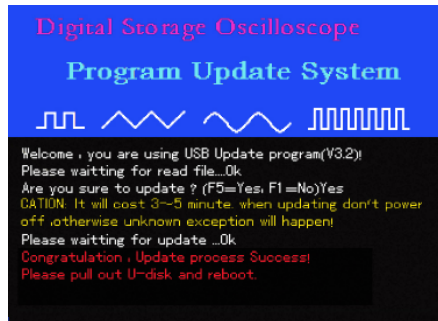 Digital Storage Oscilloscope
Program Update System
Welcome , you are using USB Update program(V3.2)!
Please waitting for read file....Ok
Are you sure to update ? (F5=Yes, F1=No)Yes
CATION: It will cost 3~5 minute. when updating don't power
off ,otherwise unknown exception will happen!
Please waitting for update ...Ok
Congratulation , Update process Success!
Please pull out U-disk and reboot.